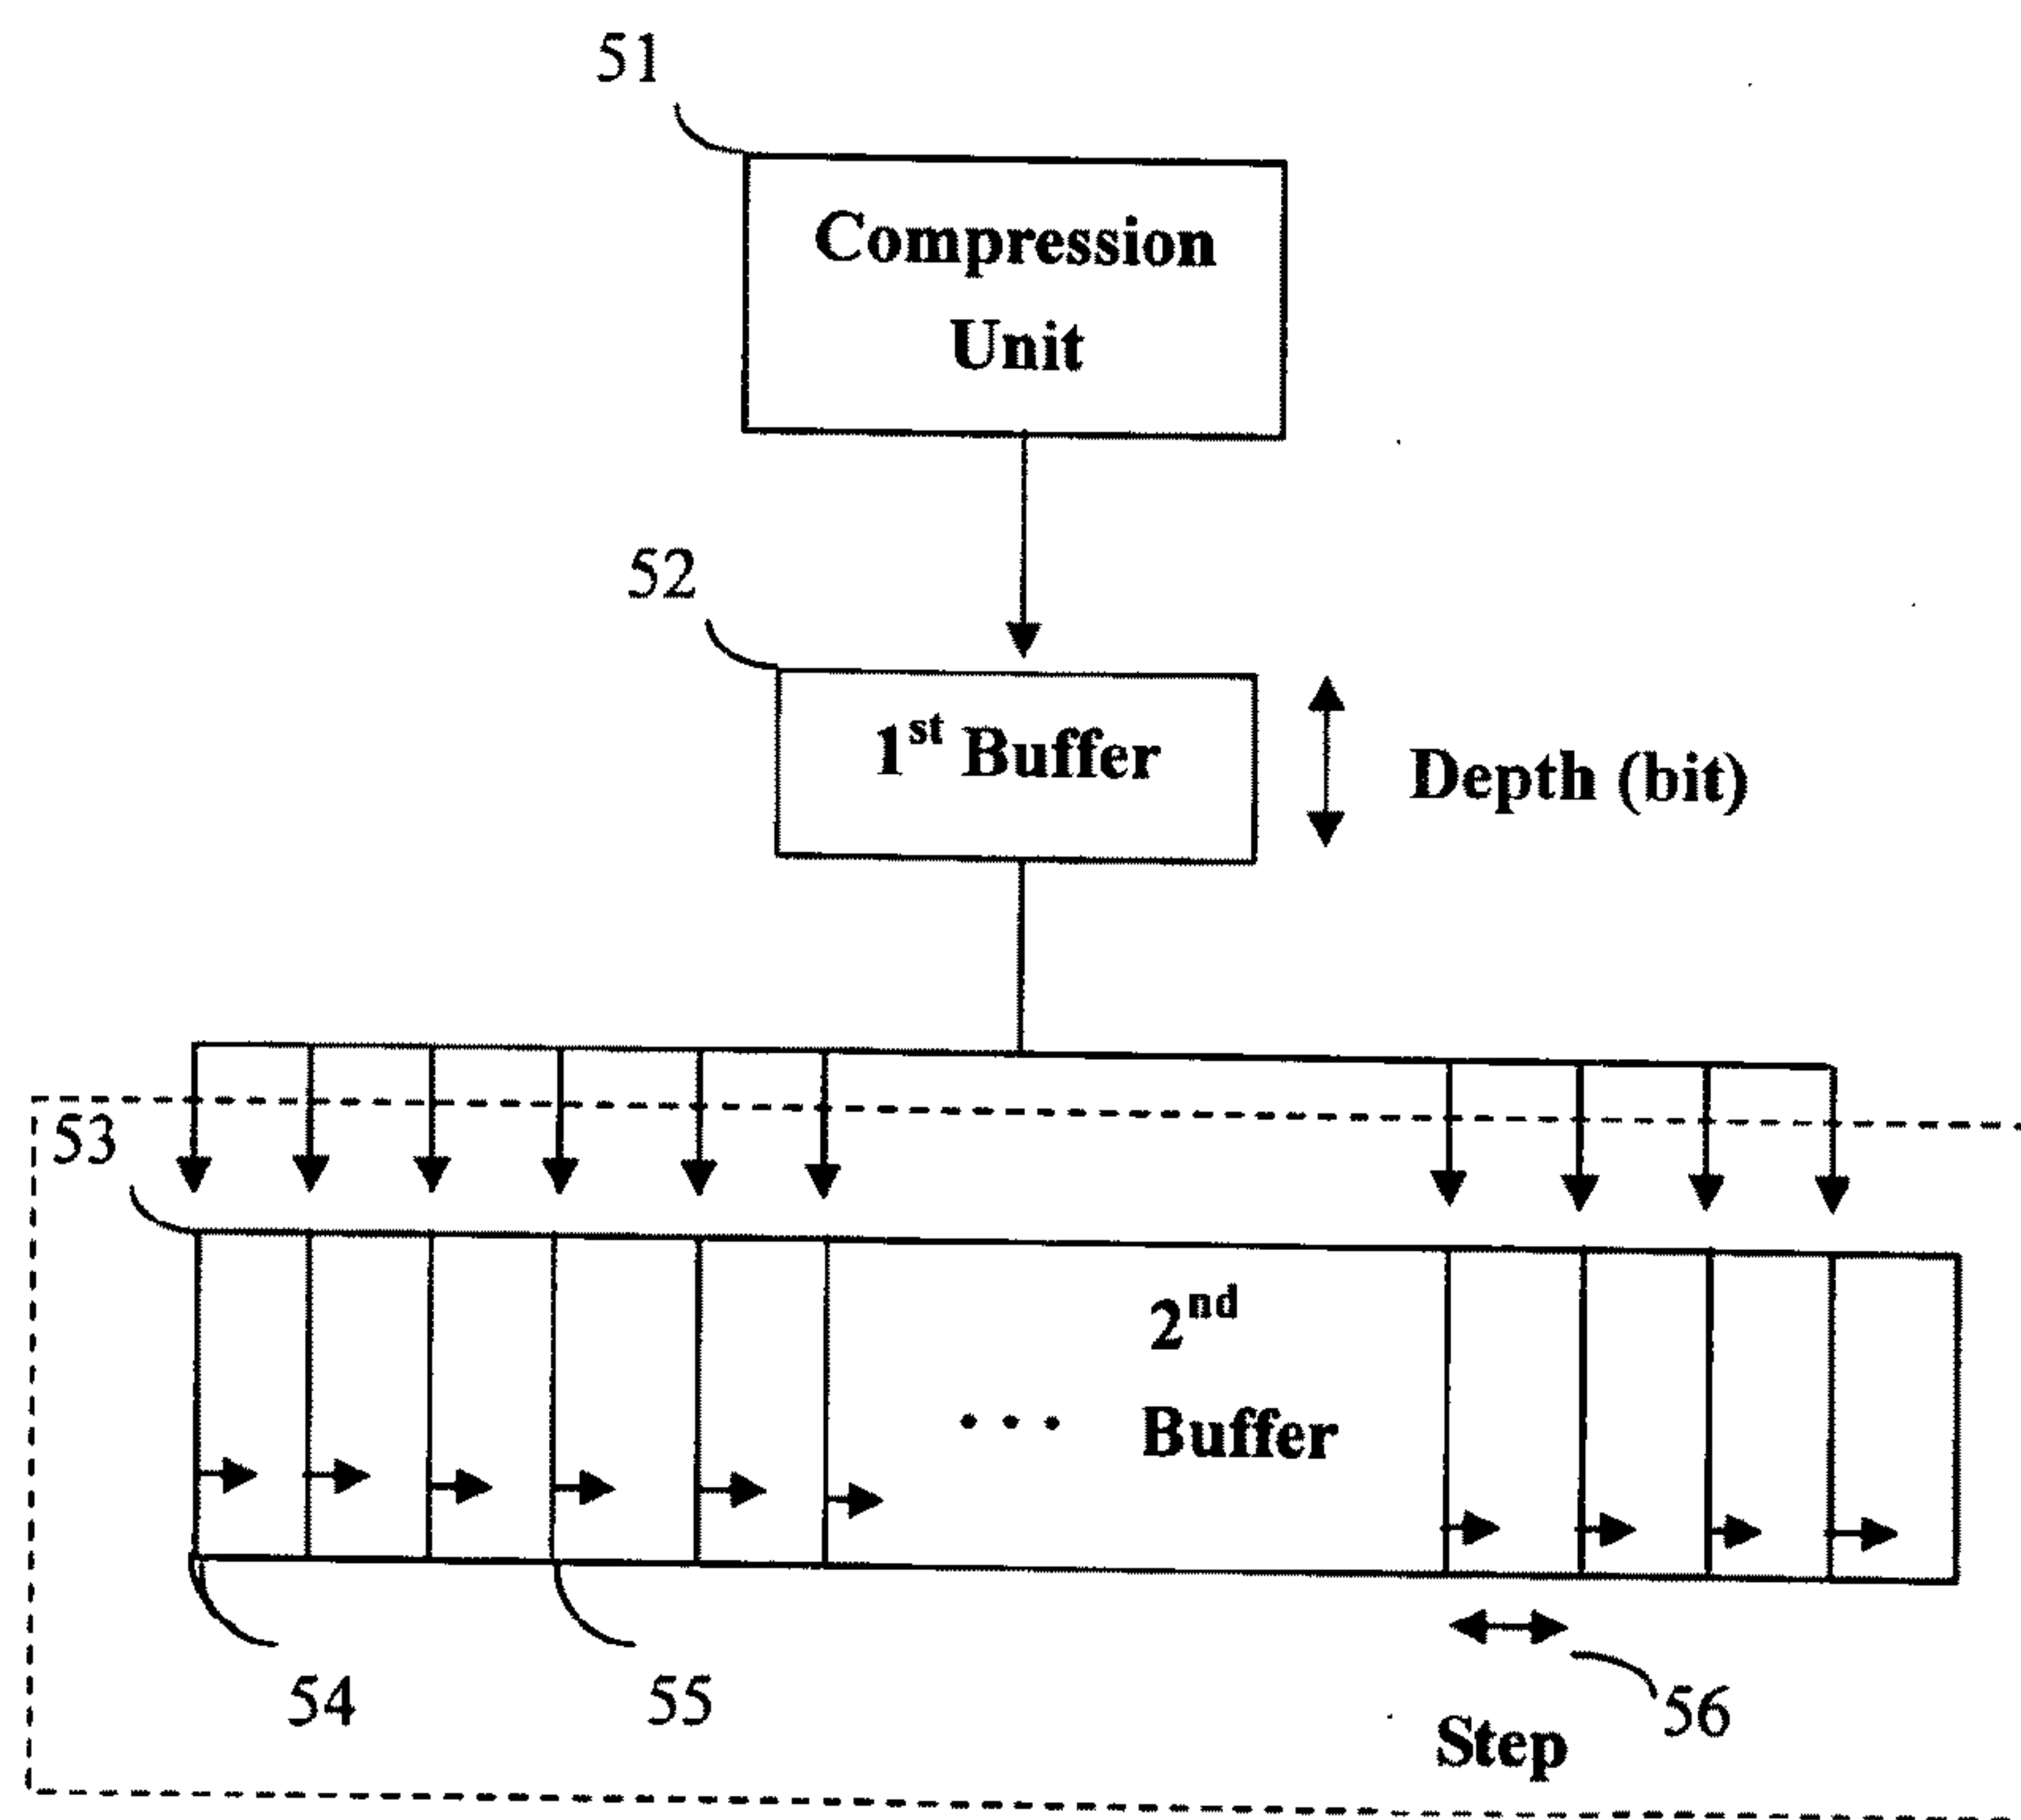 51
Compression
Unit
52
1st Buffer
Depth (bit)
53
2nd
Buffer
• • •
54
55
56
Step